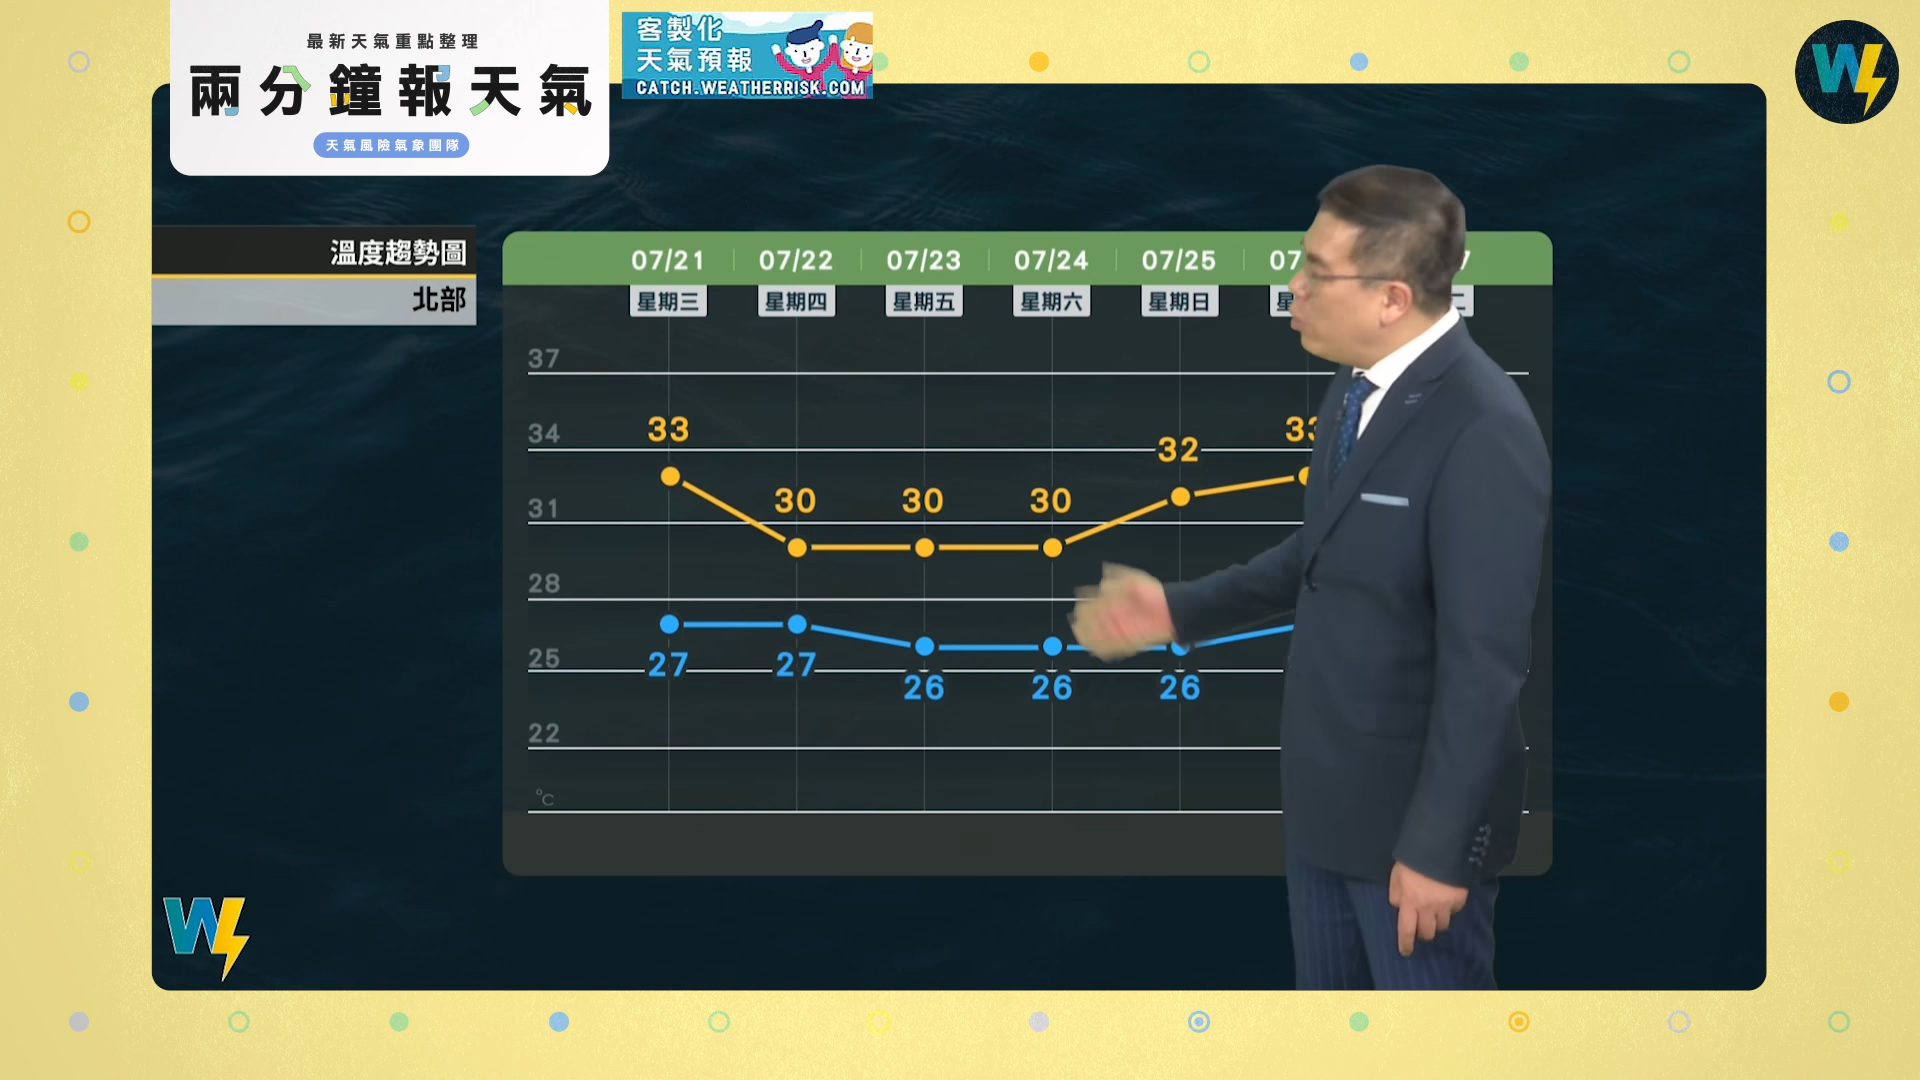 最新天氣重點整理
兩分鐘報天氣
天氣風險氣象團隊
客製化
天氣預報
CATCH.WEATHERRISK.COM
溫度趨勢圖
北部
07/21 07/22 07/23 07/24 07/25 07
星期三 星期四 星期五 星期六 星期日
37
34
31
28
25
22
°C
33 30 30 30 32 33
27 27 26 26 26
W
W